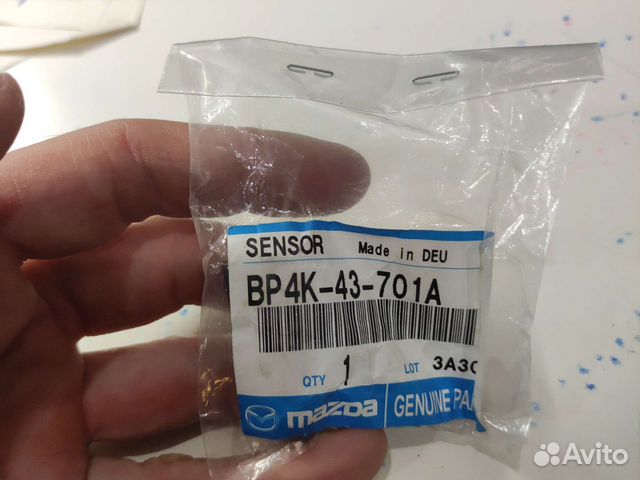 SENSOR Made in DEU
BP4K-43-701A
QTY 1 LOT 3A3C
mazda GENUINE PA
Avito